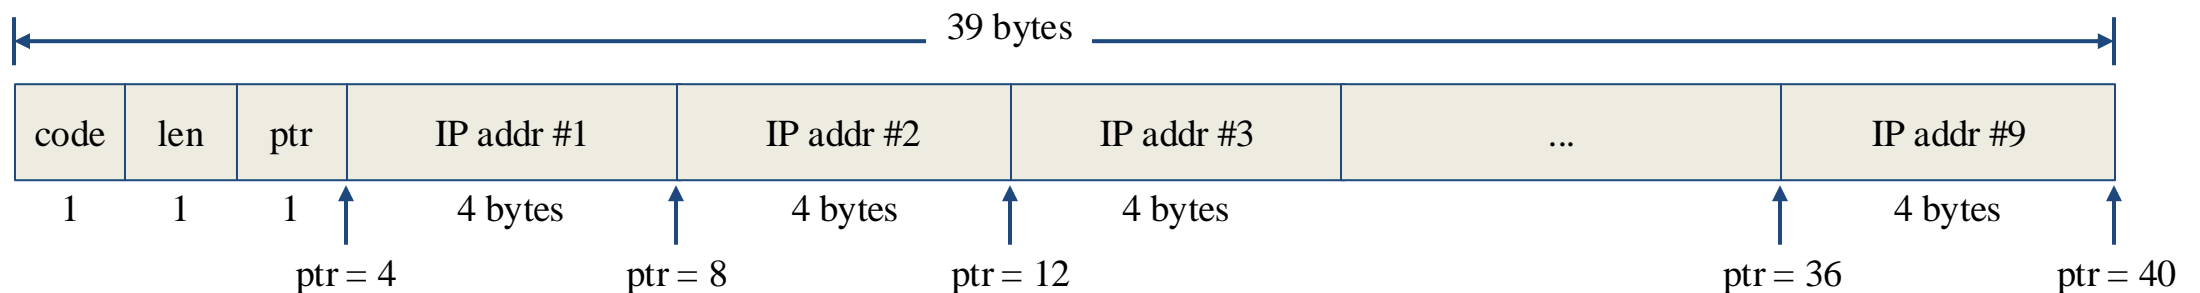 39 bytes
code len ptr IP addr #1 IP addr #2 IP addr #3 ... IP addr #9
1 1 1 4 bytes 4 bytes 4 bytes 4 bytes
ptr = 4 ptr = 8 ptr = 12 ptr = 36 ptr = 40